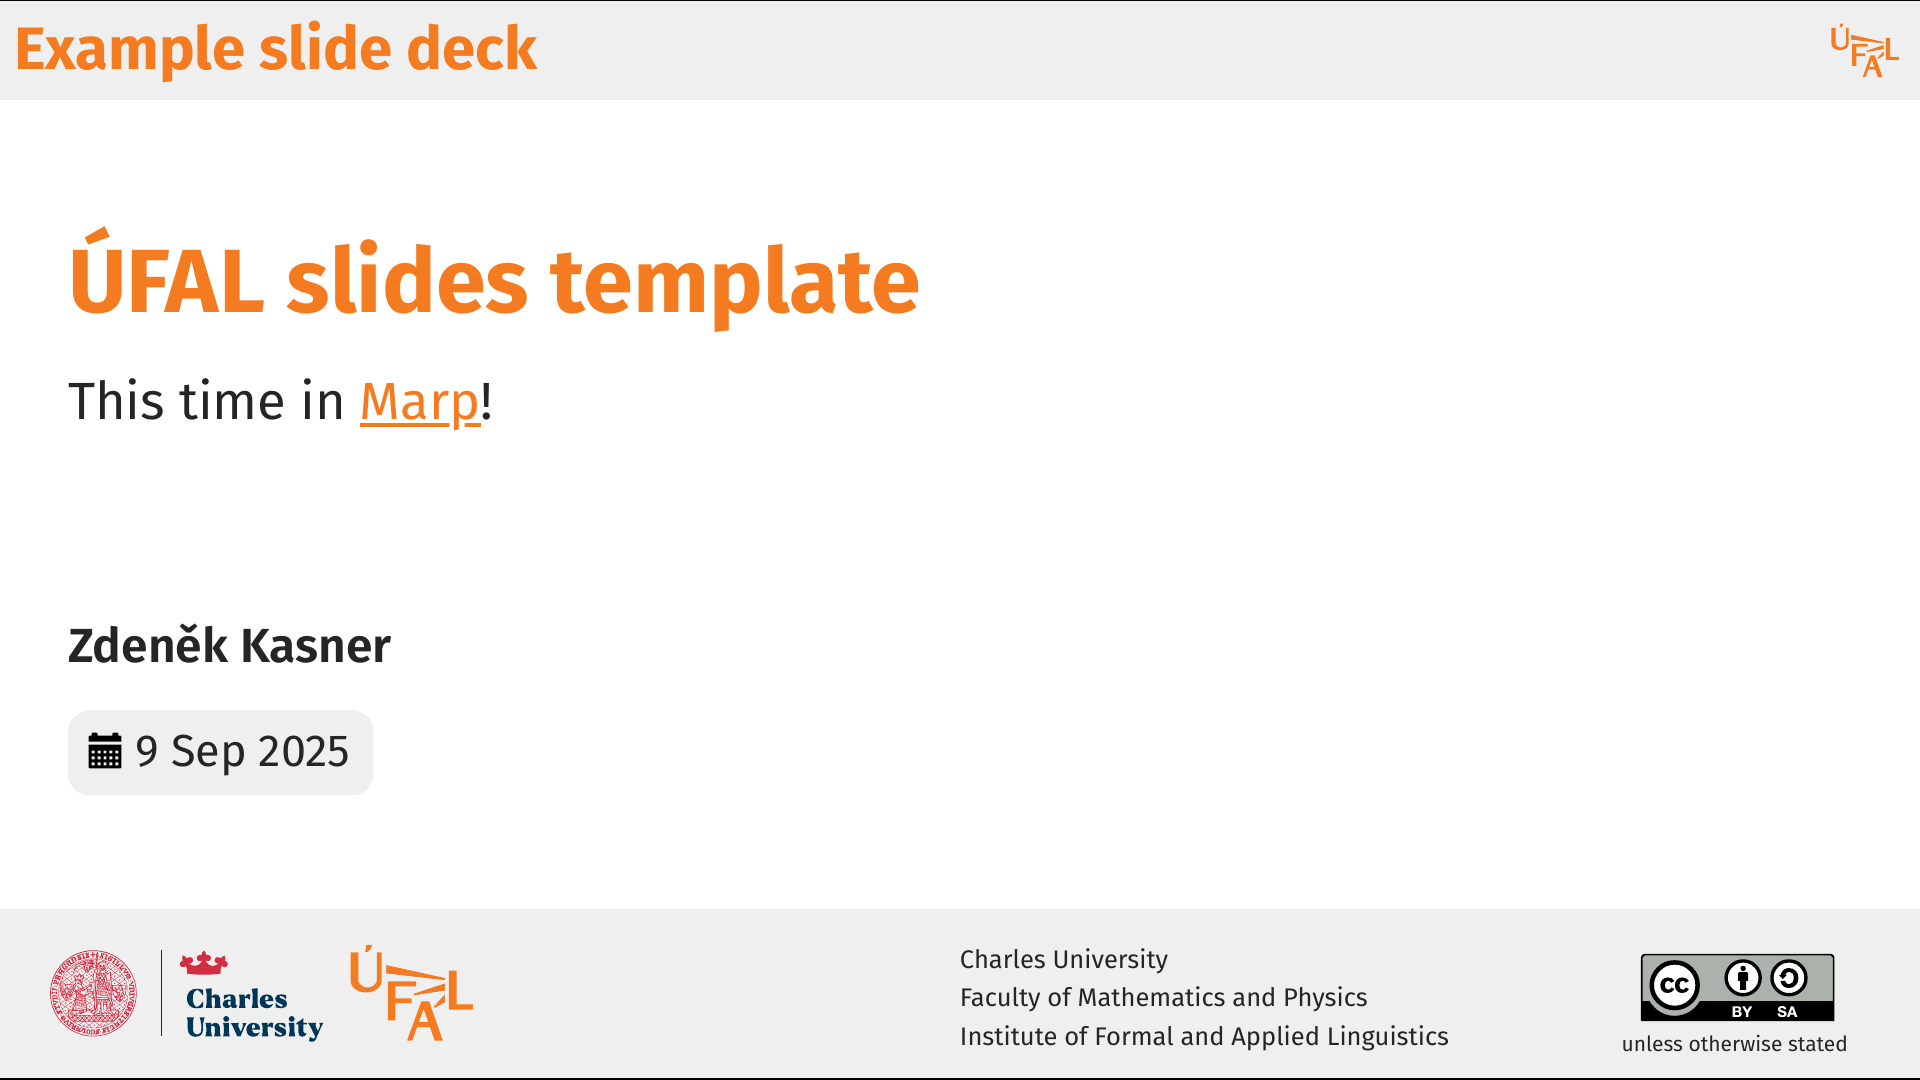 Example slide deck
ÚFAL
ÚFAL slides template
This time in Marp!
Zdeněk Kasner
9 Sep 2025
Charles
University
ÚFAL
Charles University
Faculty of Mathematics and Physics
Institute of Formal and Applied Linguistics
cc
BY SA
unless otherwise stated